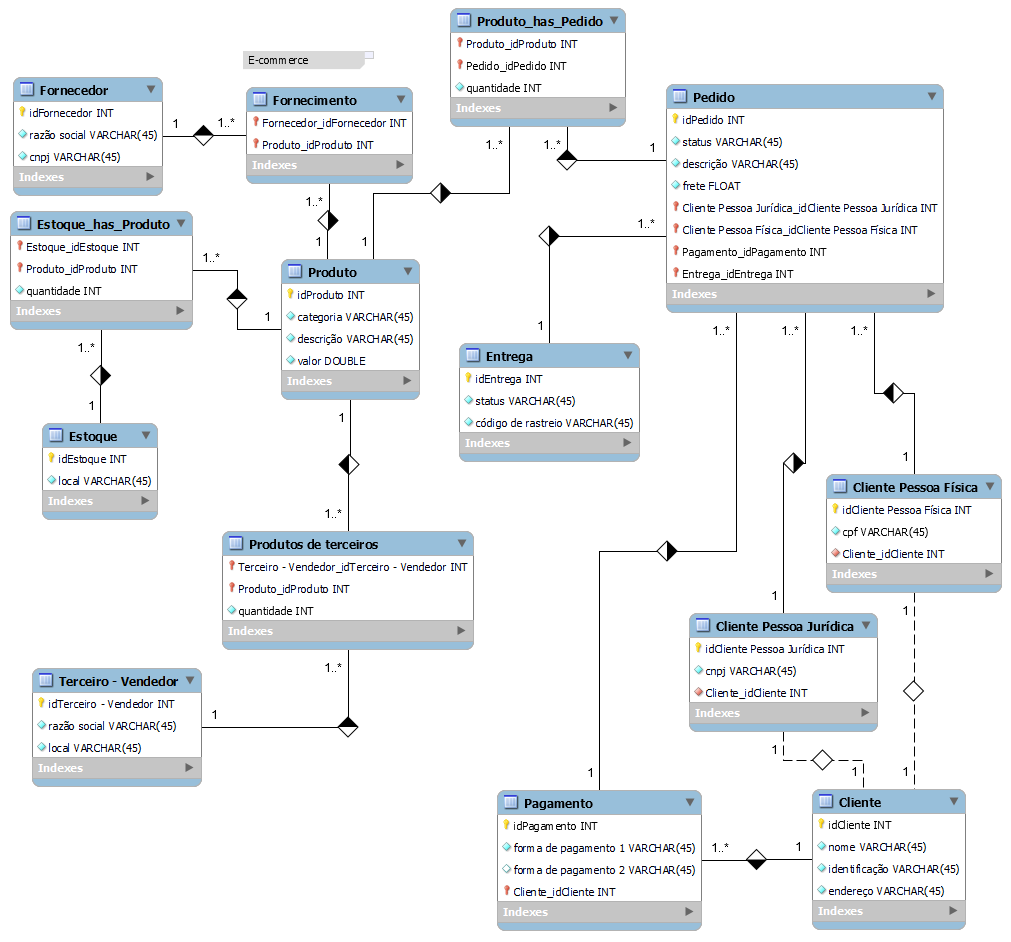 E-commerce
Fornecedor
idFornecedor INT
razão social VARCHAR(45)
cnpj VARCHAR(45)
Indexes
1
1..*
Fornecimento
Fornecedor_idFornecedor INT
Produto_idProduto INT
Indexes
1..*
1
Produto_has_Pedido
Produto_idProduto INT
Pedido_idPedido INT
quantidade INT
Indexes
1..*
1
1..*
1
Pedido
idPedido INT
status VARCHAR(45)
descrição VARCHAR(45)
frete FLOAT
Cliente Pessoa Jurídica_idCliente Pessoa Jurídica INT
Cliente Pessoa Física_idCliente Pessoa Física INT
Pagamento_idPagamento INT
Entrega_idEntrega INT
Indexes
1..*
1
1..*
1..*
1..*
Estoque_has_Produto
Estoque_idEstoque INT
Produto_idProduto INT
quantidade INT
Indexes
1..*
1
1..*
1
Produto
idProduto INT
categoria VARCHAR(45)
descrição VARCHAR(45)
valor DOUBLE
Indexes
1
1..*
Entrega
idEntrega INT
status VARCHAR(45)
código de rastreio VARCHAR(45)
Indexes
Estoque
idEstoque INT
local VARCHAR(45)
Indexes
1
Cliente Pessoa Física
idCliente Pessoa Física INT
cpf VARCHAR(45)
Cliente_idCliente INT
Indexes
1
1
Produtos de terceiros
Terceiro - Vendedor_idTerceiro - Vendedor INT
Produto_idProduto INT
quantidade INT
Indexes
1..*
1
1
Cliente Pessoa Jurídica
idCliente Pessoa Jurídica INT
cnpj VARCHAR(45)
Cliente_idCliente INT
Indexes
1
1
Terceiro - Vendedor
idTerceiro - Vendedor INT
razão social VARCHAR(45)
local VARCHAR(45)
Indexes
1
Pagamento
idPagamento INT
forma de pagamento 1 VARCHAR(45)
forma de pagamento 2 VARCHAR(45)
Cliente_idCliente INT
Indexes
1..*
1
Cliente
idCliente INT
nome VARCHAR(45)
identificação VARCHAR(45)
endereço VARCHAR(45)
Indexes